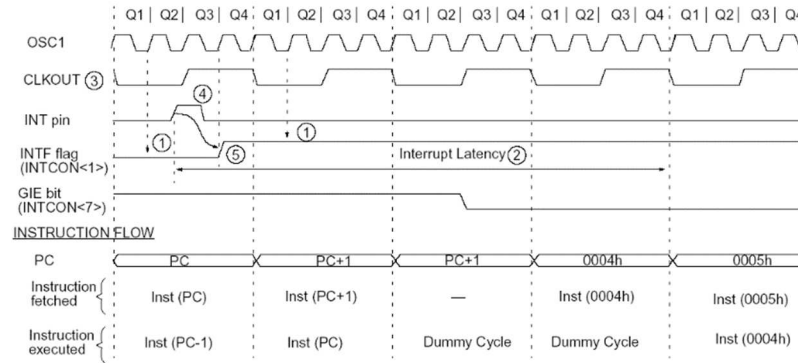 Q1 | Q2 | Q3 | Q4 Q1 | Q2 | Q3 | Q4 Q1 | Q2 | Q3 | Q4 Q1 | Q2 | Q3 | Q4 Q1 | Q2 | Q3 | Q4
OSC1
CLKOUT ③
④
INT pin
① ①
INTF flag
(INTCON<1>)
⑤
Interrupt Latency ②
GIE bit
(INTCON<7>)
INSTRUCTION FLOW
PC PC PC+1 PC+1 0004h 0005h
Instruction
fetched
Inst (PC) Inst (PC+1) — Inst (0004h) Inst (0005h)
Instruction
executed
Inst (PC-1) Inst (PC) Dummy Cycle Dummy Cycle Inst (0004h)